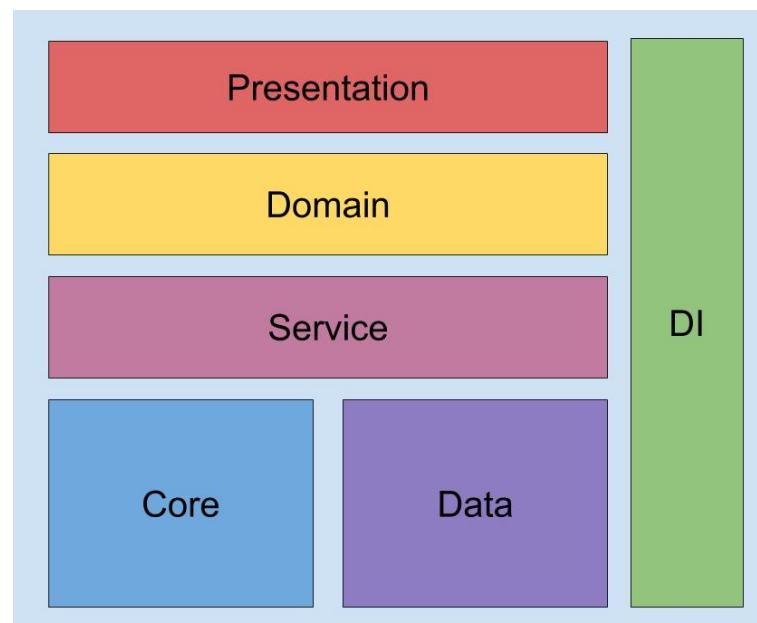 Presentation
Domain
Service
DI
Core
Data